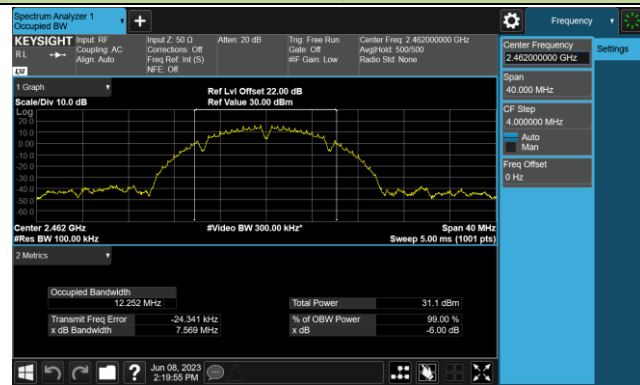 Spectrum Analyzer 1
Occupied BW
Frequency
KEYSIGHT
RL
Input: RF
Coupling: AC
Align: Auto
Input Z: 50 Ω
Corrections: Off
Freq Ref: Int (S)
NFE: Off
Atten: 20 dB
Trig: Free Run
Gate: Off
#IF Gain: Low
Center Freq: 2.462000000 GHz
Avg|Hold: 500/500
Radio Std: None
Center Frequency
2.462000000 GHz
Settings
Span
40.000 MHz
CF Step
4.000000 MHz
Auto
Man
Freq Offset
0 Hz
1 Graph
Scale/Div 10.0 dB
Ref Lvl Offset 22.00 dB
Ref Value 30.00 dBm
Log
20.0
10.0
0.00
-10.0
-20.0
-30.0
-40.0
-50.0
-60.0
Center 2.462 GHz
#Res BW 100.00 kHz
#Video BW 300.00 kHz*
Span 40 MHz
Sweep 5.00 ms (1001 pts)
2 Metrics
Occupied Bandwidth
12.252 MHz
Total Power 31.1 dBm
Transmit Freq Error -24.341 kHz
% of OBW Power 99.00 %
x dB Bandwidth 7.569 MHz
x dB -6.00 dB
Jun 08, 2023
2:19:55 PM